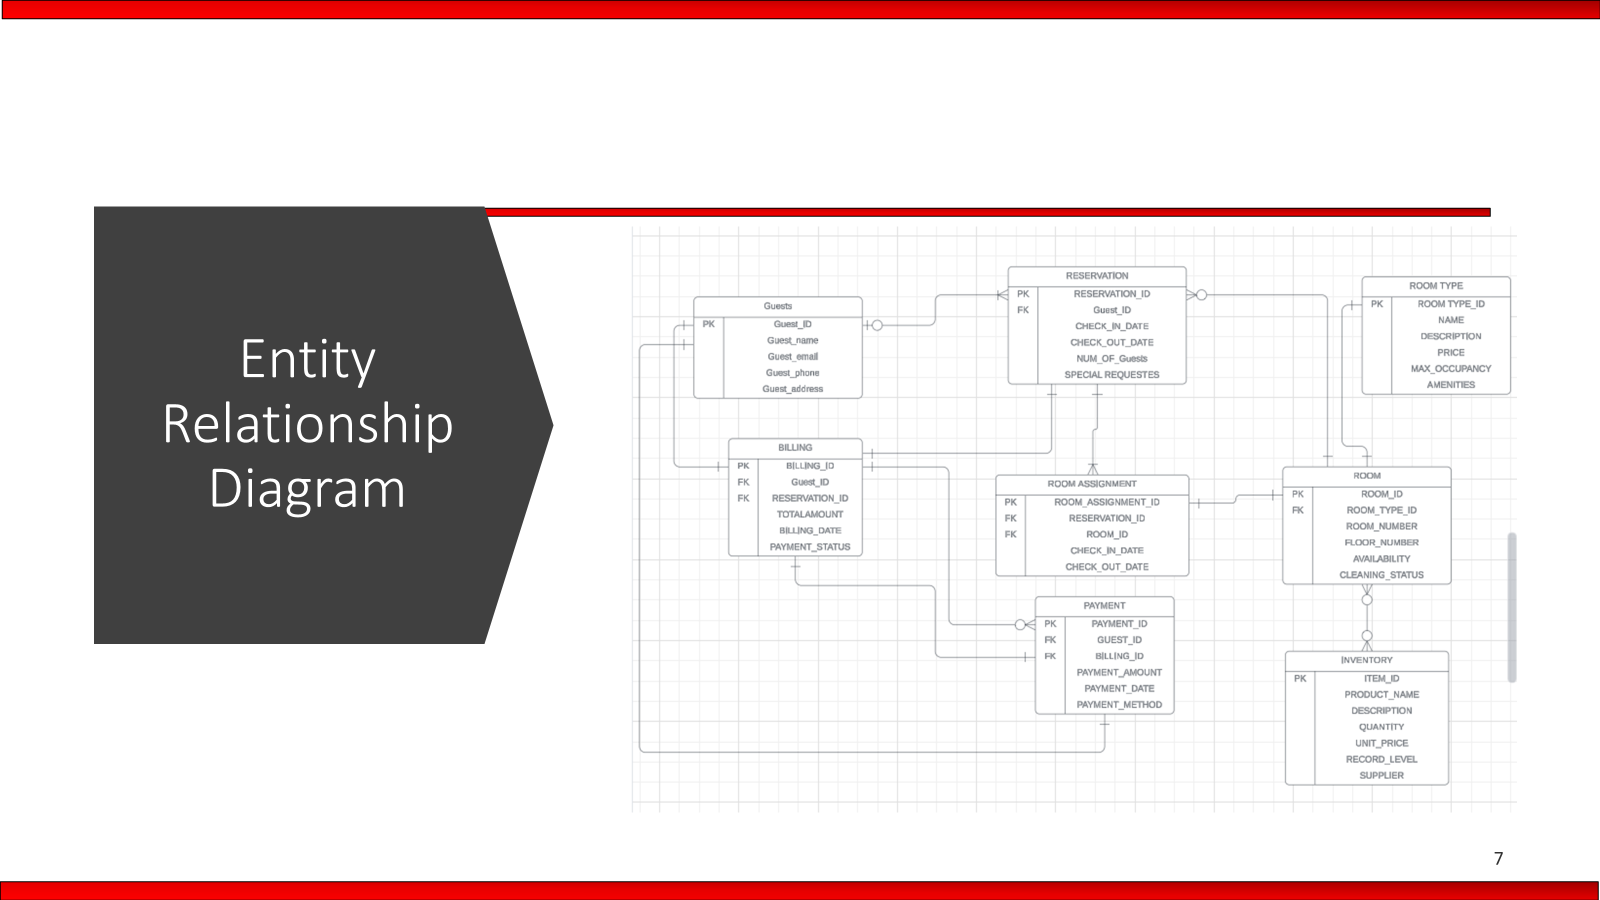 Entity
Relationship
Diagram
Guests
PK Guest_ID
Guest_name
Guest_email
Guest_phone
Guest_address
RESERVATION
PK RESERVATION_ID
FK Guest_ID
CHECK_IN_DATE
CHECK_OUT_DATE
NUM_OF_Guests
SPECIAL REQUESTES
ROOM TYPE
PK ROOM TYPE_ID
NAME
DESCRIPTION
PRICE
MAX_OCCUPANCY
AMENITIES
BILLING
PK BILLING_ID
FK Guest_ID
FK RESERVATION_ID
TOTALAMOUNT
BILLING_DATE
PAYMENT_STATUS
ROOM ASSIGNMENT
PK ROOM_ASSIGNMENT_ID
FK RESERVATION_ID
FK ROOM_ID
CHECK_IN_DATE
CHECK_OUT_DATE
ROOM
PK ROOM_ID
FK ROOM_TYPE_ID
ROOM_NUMBER
FLOOR_NUMBER
AVAILABILITY
CLEANING_STATUS
PAYMENT
PK PAYMENT_ID
FK GUEST_ID
FK BILLING_ID
PAYMENT_AMOUNT
PAYMENT_DATE
PAYMENT_METHOD
INVENTORY
PK ITEM_ID
PRODUCT_NAME
DESCRIPTION
QUANTITY
UNIT_PRICE
RECORD_LEVEL
SUPPLIER
7